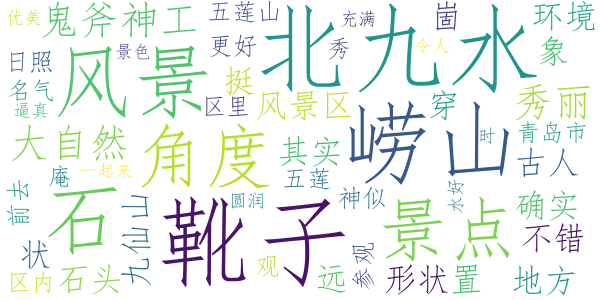 优美
鬼斧神工
五莲山
充满
崮
环境
更好
秀
令人
象
日照
风景
景色
北九水
名气
挺
逼真
区里
风景区
穿
秀丽
大自然
角度
其实
崂山
时
青岛市
古人
庵
一起来
五莲
神似
水好
前去
石
九仙山
圆润
靴子
景点
确实
不错
状
观
参观
区内
石头
远
形状
置
地方